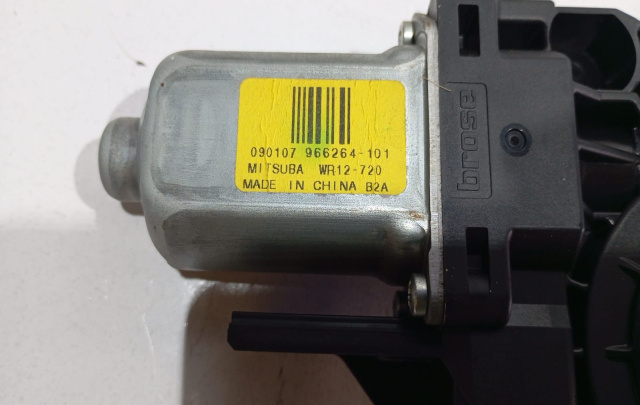 090107 966264-101
MITSUBA WR12-720
MADE IN CHINA B2A
brose